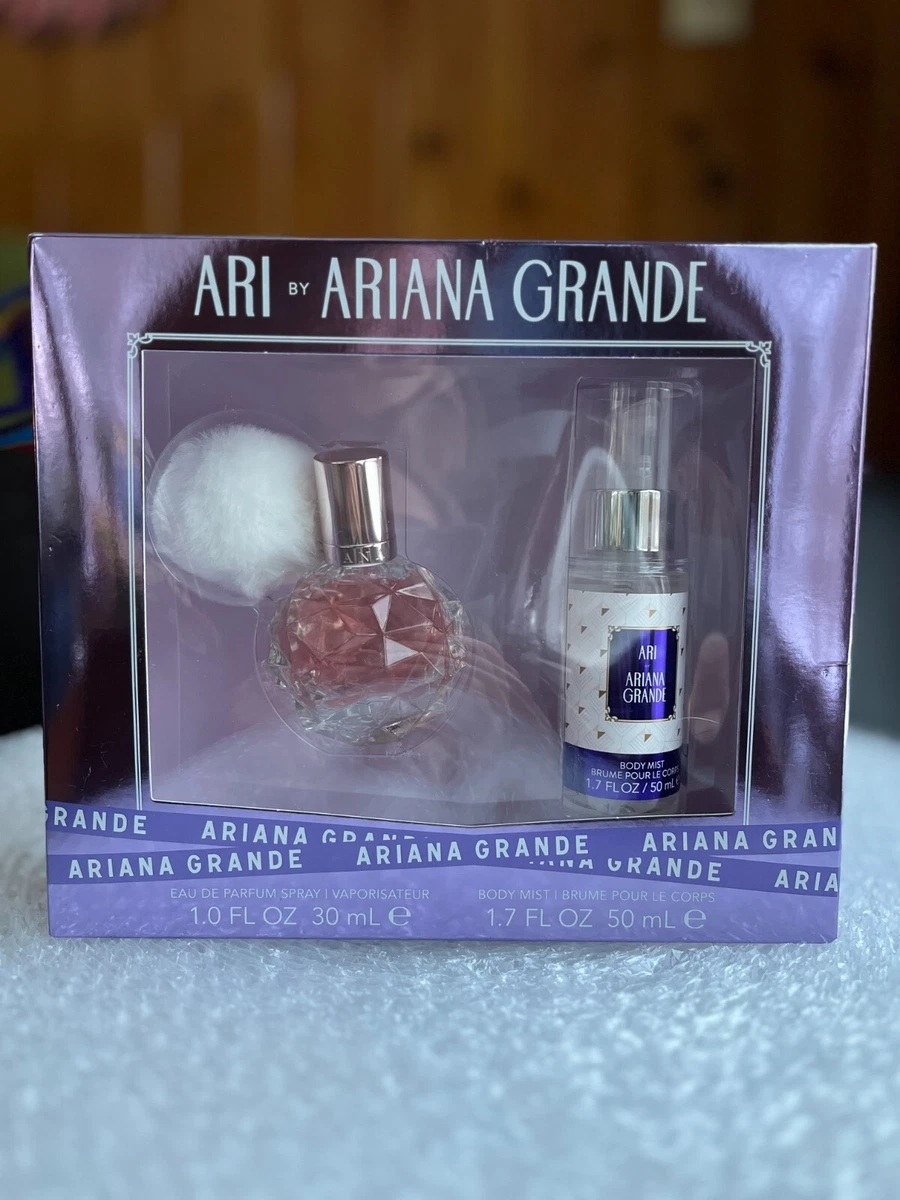 ARI BY ARIANA GRANDE
ARI
ARIANA
GRANDE
BODY MIST
BRUME POUR LE CORPS
1.7 FL OZ / 50 mL e
GRANDE ARIANA GRAND ARIANA GRANDE ARIANA GRAN
ARIANA GRANDE IANA GRANDE ARIA
EAU DE PARFUM SPRAY | VAPORISATEUR
1.0 FL OZ 30 mL e
BODY MIST | BRUME POUR LE CORPS
1.7 FL OZ 50 mL e